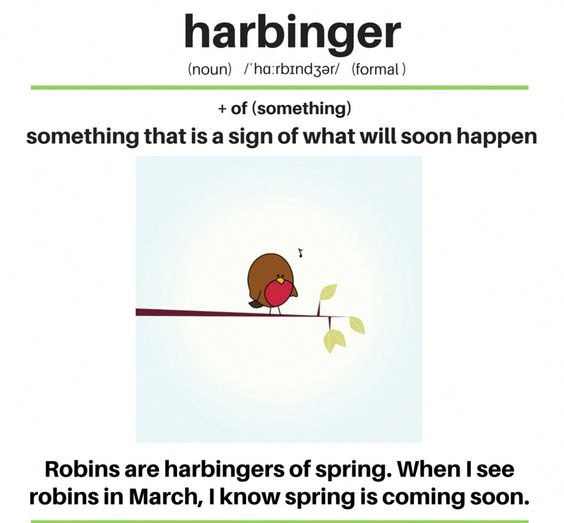 harbinger
(noun) /ˈhɑːrbɪndʒər/ (formal )
+ of (something)
something that is a sign of what will soon happen
Robins are harbingers of spring. When I see
robins in March, I know spring is coming soon.